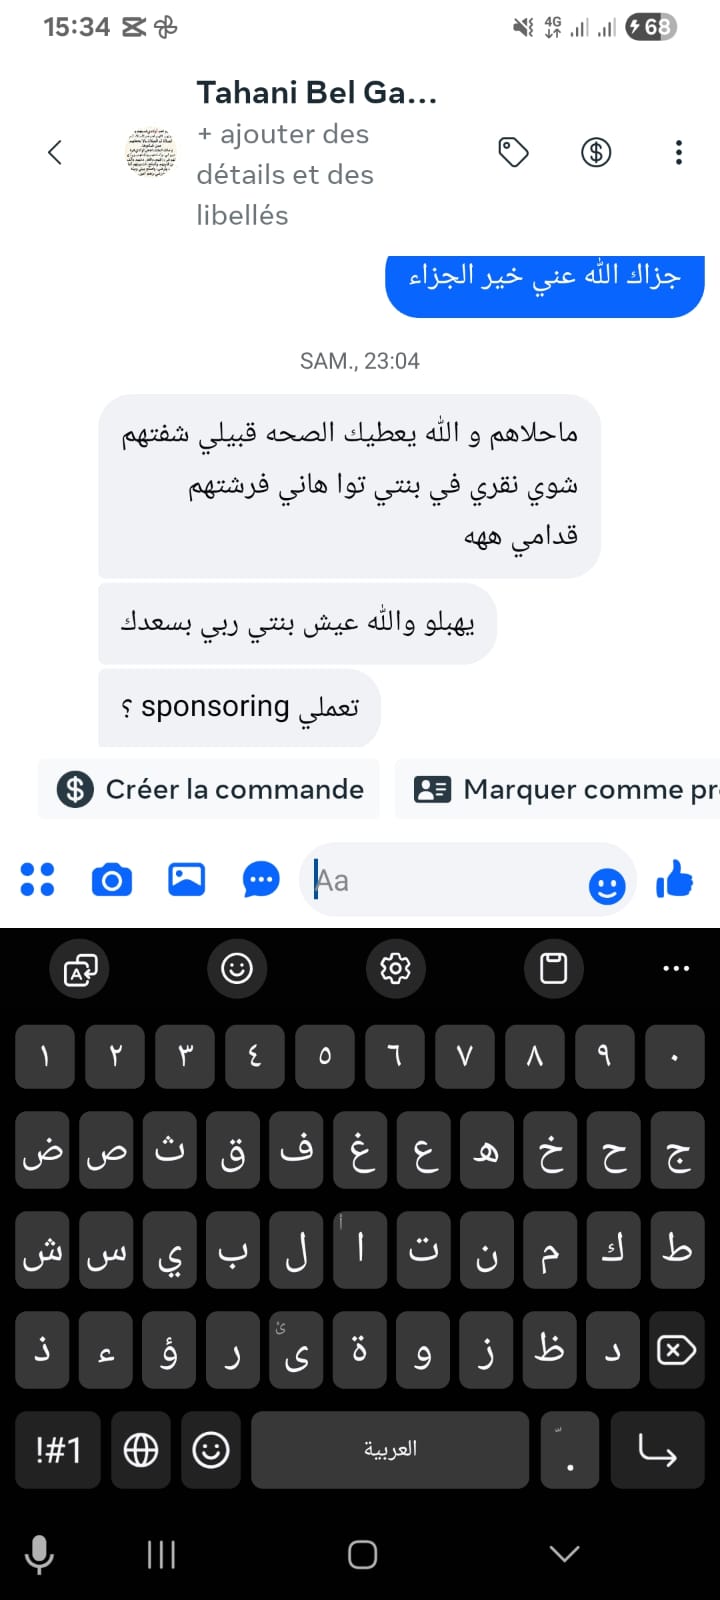 15:34
4G
68
Tahani Bel Ga...
+ ajouter des
détails et des
libellés
جزاك الله عني خير الجزاء
SAM., 23:04
ماحلاهم و الله يعطيك الصحه قبيلي شفتهم
شوي نقري في بنتي توا هاني فرشتهم
قدامي ههه
يهبلو والله عيش بنتي ربي بسعدك
تعملي sponsoring ؟
Créer la commande
Marquer comme pr
Aa
١ ٢ ٣ ٤ ٥ ٦ ٧ ٨ ٩ ٠
ض ص ث ق ف غ ع ه خ ح ج
ش س ي ب ل ا أ ت ن م ك ط
ذ ء ؤ ر ى ئ ة و ز ظ د
!#1 العربية .